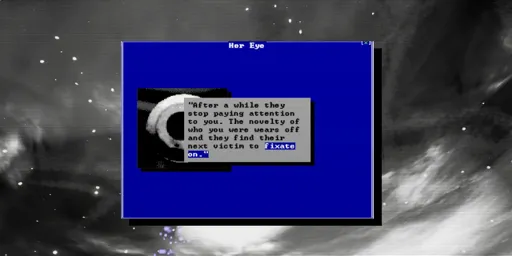 Her Eye
"After a while they
stop paying attention
to you. The novelty of
who you were wears off
and they find their
next victim to fixate
on."